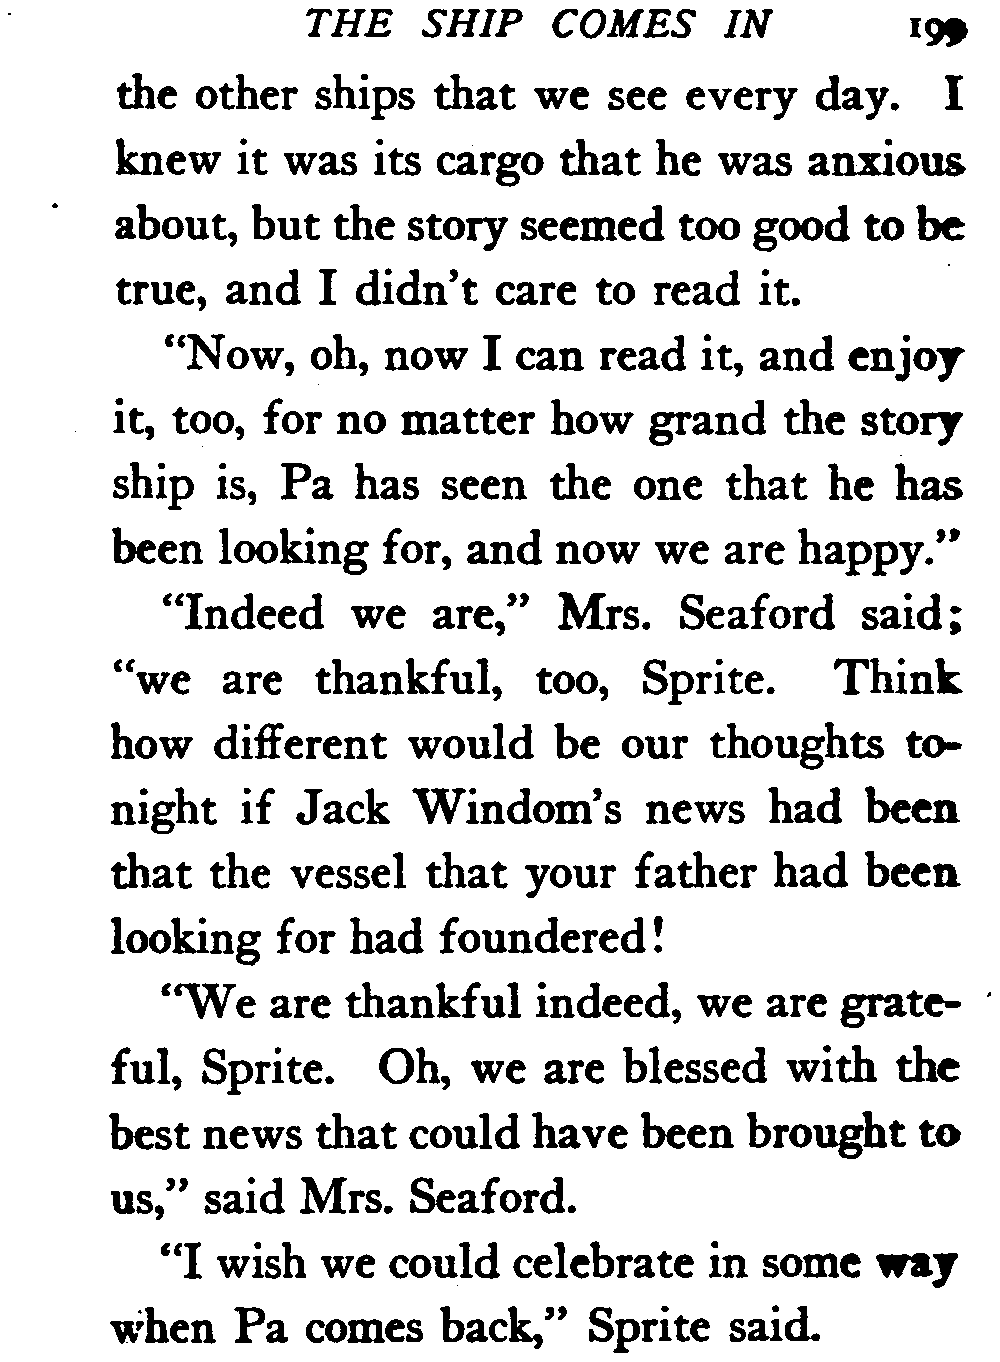 THE SHIP COMES IN 199
the other ships that we see every day. I
knew it was its cargo that he was anxious
about, but the story seemed too good to be
true, and I didn't care to read it.
"Now, oh, now I can read it, and enjoy
it, too, for no matter how grand the story
ship is, Pa has seen the one that he has
been looking for, and now we are happy."
"Indeed we are," Mrs. Seaford said;
"we are thankful, too, Sprite. Think
how different would be our thoughts to-
night if Jack Windom's news had been
that the vessel that your father had been
looking for had foundered!
"We are thankful indeed, we are grate-
ful, Sprite. Oh, we are blessed with the
best news that could have been brought to
us," said Mrs. Seaford.
"I wish we could celebrate in some way
when Pa comes back," Sprite said.